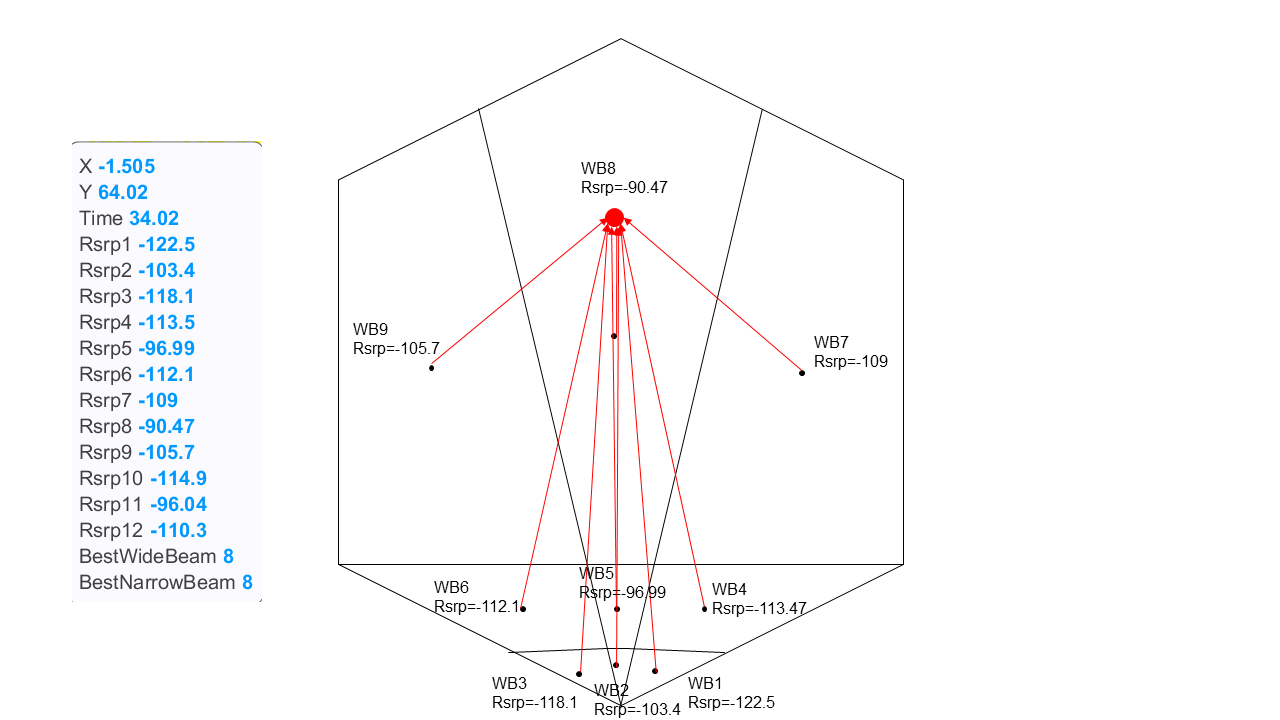 X -1.505
Y 64.02
Time 34.02
Rsrp1 -122.5
Rsrp2 -103.4
Rsrp3 -118.1
Rsrp4 -113.5
Rsrp5 -96.99
Rsrp6 -112.1
Rsrp7 -109
Rsrp8 -90.47
Rsrp9 -105.7
Rsrp10 -114.9
Rsrp11 -96.04
Rsrp12 -110.3
BestWideBeam 8
BestNarrowBeam 8
WB8
Rsrp=-90.47
WB9
Rsrp=-105.7
WB7
Rsrp=-109
WB6
Rsrp=-112.1
WB5
Rsrp=-96.99
WB4
Rsrp=-113.47
WB3
Rsrp=-118.1
WB2
Rsrp=-103.4
WB1
Rsrp=-122.5